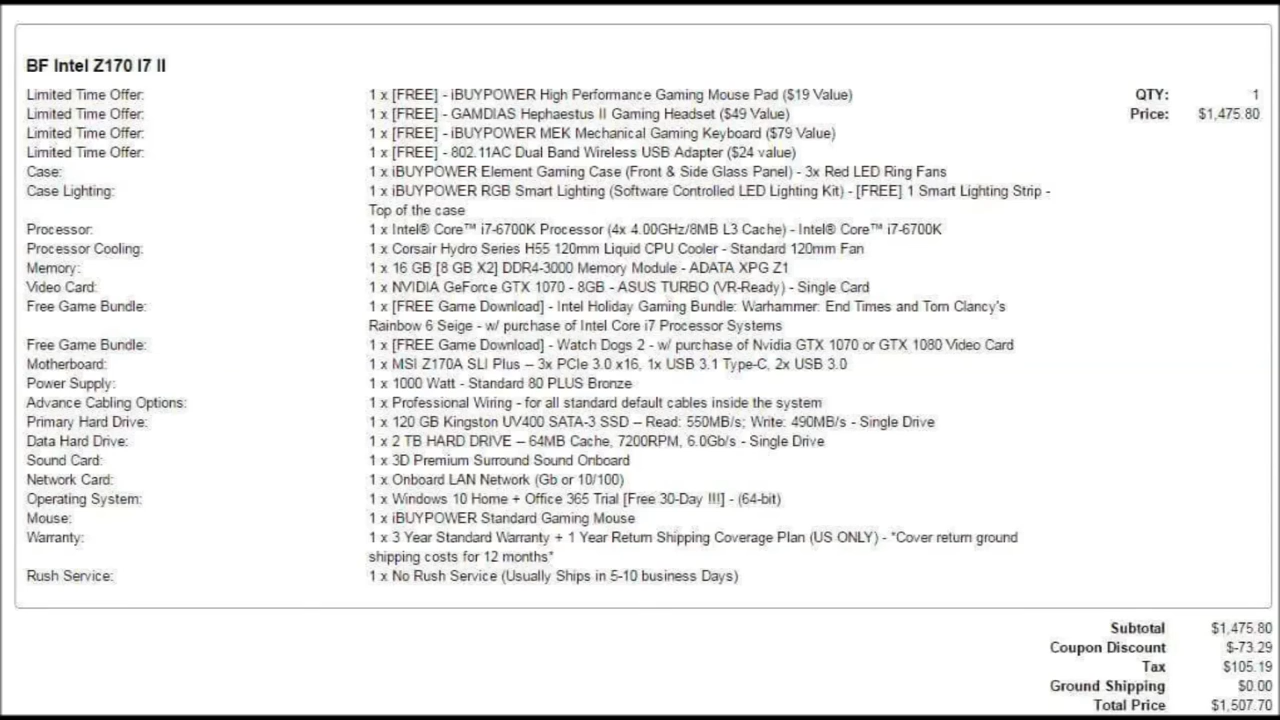 BF Intel Z170 I7 II
Limited Time Offer: 1 x [FREE] - iBUYPOWER High Performance Gaming Mouse Pad ($19 Value) QTY: 1
Limited Time Offer: 1 x [FREE] - GAMDIAS Hephaestus II Gaming Headset ($49 Value) Price: $1,475.80
Limited Time Offer: 1 x [FREE] - iBUYPOWER MEK Mechanical Gaming Keyboard ($79 Value)
Limited Time Offer: 1 x [FREE] - 802.11AC Dual Band Wireless USB Adapter ($24 value)
Case: 1 x iBUYPOWER Element Gaming Case (Front & Side Glass Panel) - 3x Red LED Ring Fans
Case Lighting: 1 x iBUYPOWER RGB Smart Lighting (Software Controlled LED Lighting Kit) - [FREE] 1 Smart Lighting Strip -
Top of the case
Processor: 1 x Intel® Core™ i7-6700K Processor (4x 4.00GHz/8MB L3 Cache) - Intel® Core™ i7-6700K
Processor Cooling: 1 x Corsair Hydro Series H55 120mm Liquid CPU Cooler - Standard 120mm Fan
Memory: 1 x 16 GB [8 GB X2] DDR4-3000 Memory Module - ADATA XPG Z1
Video Card: 1 x NVIDIA GeForce GTX 1070 - 8GB - ASUS TURBO (VR-Ready) - Single Card
Free Game Bundle: 1 x [FREE Game Download] - Intel Holiday Gaming Bundle: Warhammer: End Times and Tom Clancy's
Rainbow 6 Seige - w/ purchase of Intel Core i7 Processor Systems
Free Game Bundle: 1 x [FREE Game Download] - Watch Dogs 2 - w/ purchase of Nvidia GTX 1070 or GTX 1080 Video Card
Motherboard: 1 x MSI Z170A SLI Plus -- 3x PCIe 3.0 x16, 1x USB 3.1 Type-C, 2x USB 3.0
Power Supply: 1 x 1000 Watt - Standard 80 PLUS Bronze
Advance Cabling Options: 1 x Professional Wiring - for all standard default cables inside the system
Primary Hard Drive: 1 x 120 GB Kingston UV400 SATA-3 SSD -- Read: 550MB/s; Write: 490MB/s - Single Drive
Data Hard Drive: 1 x 2 TB HARD DRIVE -- 64MB Cache, 7200RPM, 6.0Gb/s - Single Drive
Sound Card: 1 x 3D Premium Surround Sound Onboard
Network Card: 1 x Onboard LAN Network (Gb or 10/100)
Operating System: 1 x Windows 10 Home + Office 365 Trial [Free 30-Day !!!] - (64-bit)
Mouse: 1 x iBUYPOWER Standard Gaming Mouse
Warranty: 1 x 3 Year Standard Warranty + 1 Year Return Shipping Coverage Plan (US ONLY) - *Cover return ground
shipping costs for 12 months*
Rush Service: 1 x No Rush Service (Usually Ships in 5-10 business Days)
Subtotal $1,475.80
Coupon Discount $-73.29
Tax $105.19
Ground Shipping $0.00
Total Price $1,507.70